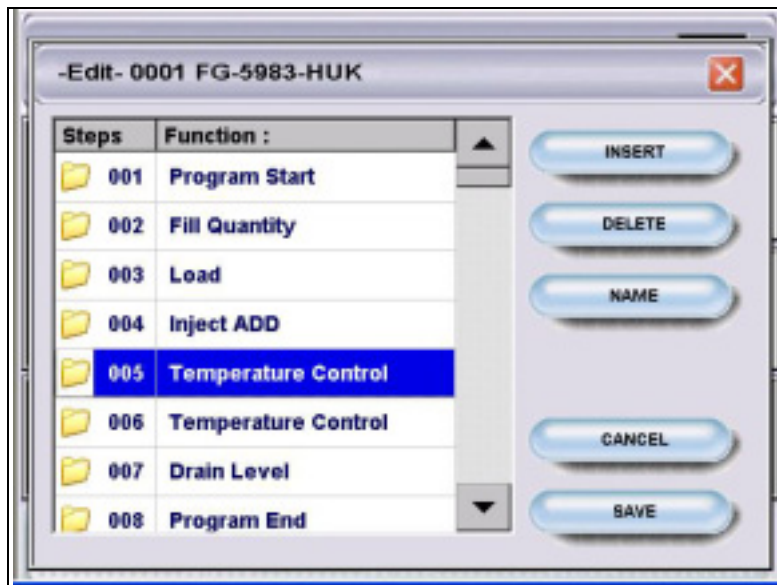 -Edit- 0001 FG-5983-HUK
Steps Function :
001 Program Start
002 Fill Quantity
003 Load
004 Inject ADD
005 Temperature Control
006 Temperature Control
007 Drain Level
008 Program End
INSERT
DELETE
NAME
CANCEL
SAVE